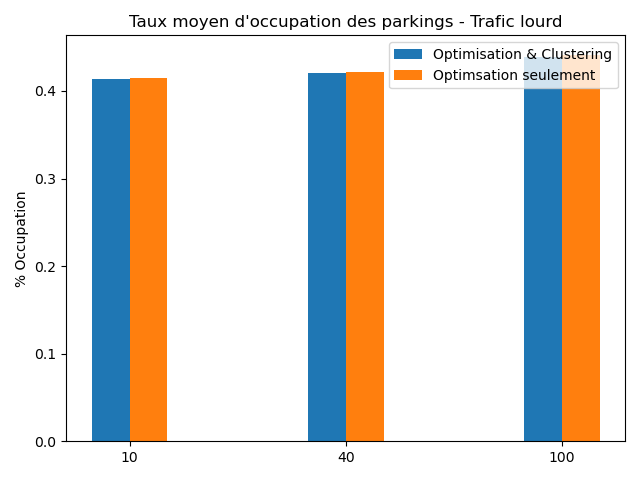 Taux moyen d'occupation des parkings - Trafic lourd
Optimisation & Clustering
Optimsation seulement
% Occupation
0.4
0.3
0.2
0.1
0.0
10
40
100